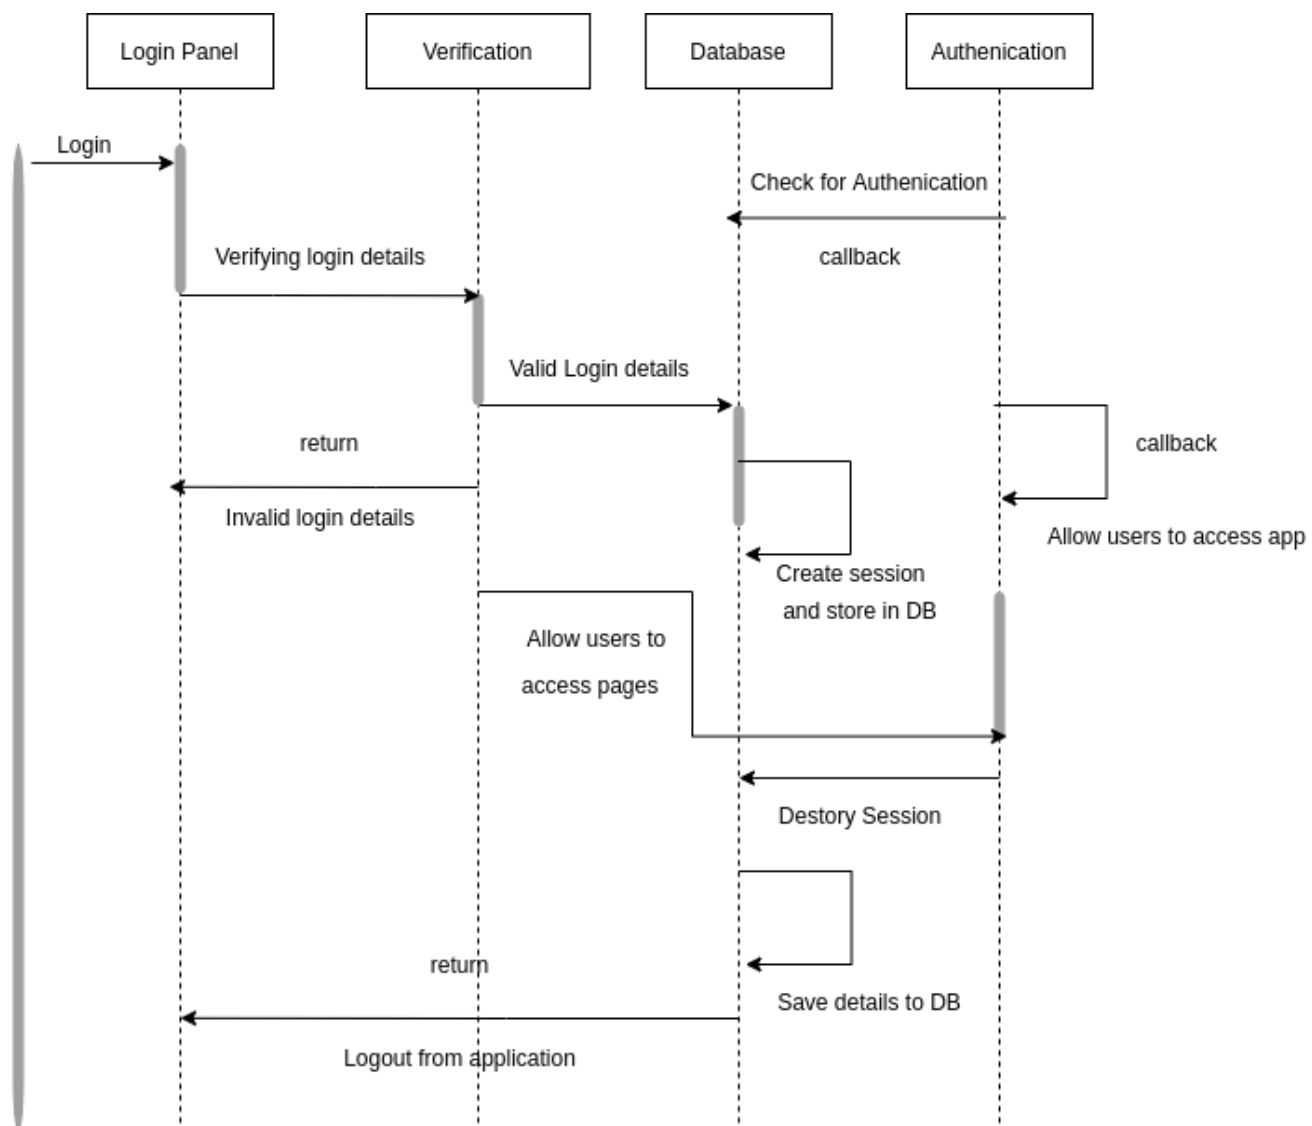 Login Panel
Verification
Database
Authenication
Login
Check for Authenication
Verifying login details
callback
Valid Login details
return
callback
Invalid login details
Allow users to access app
Create session
and store in DB
Allow users to
access pages
Destory Session
return
Save details to DB
Logout from application